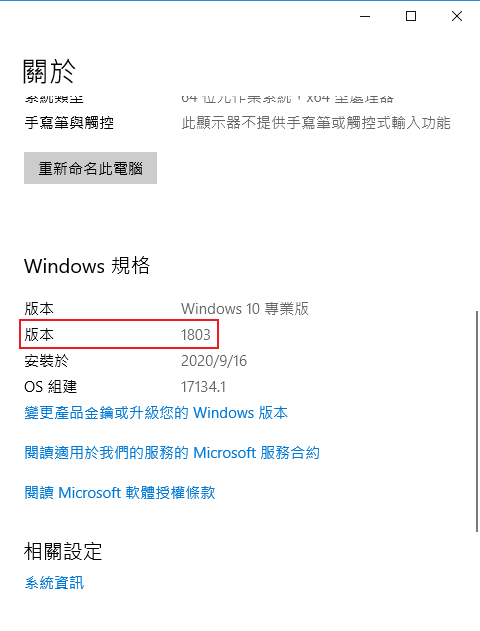 關於
系統類型 64 位元作業系統，x64 型處理器
手寫筆與觸控 此顯示器不提供手寫筆或觸控式輸入功能
重新命名此電腦
Windows 規格
版本 Windows 10 專業版
版本 1803
安裝於 2020/9/16
OS 組建 17134.1
變更產品金鑰或升級您的 Windows 版本
閱讀適用於我們的服務的 Microsoft 服務合約
閱讀 Microsoft 軟體授權條款
相關設定
系統資訊